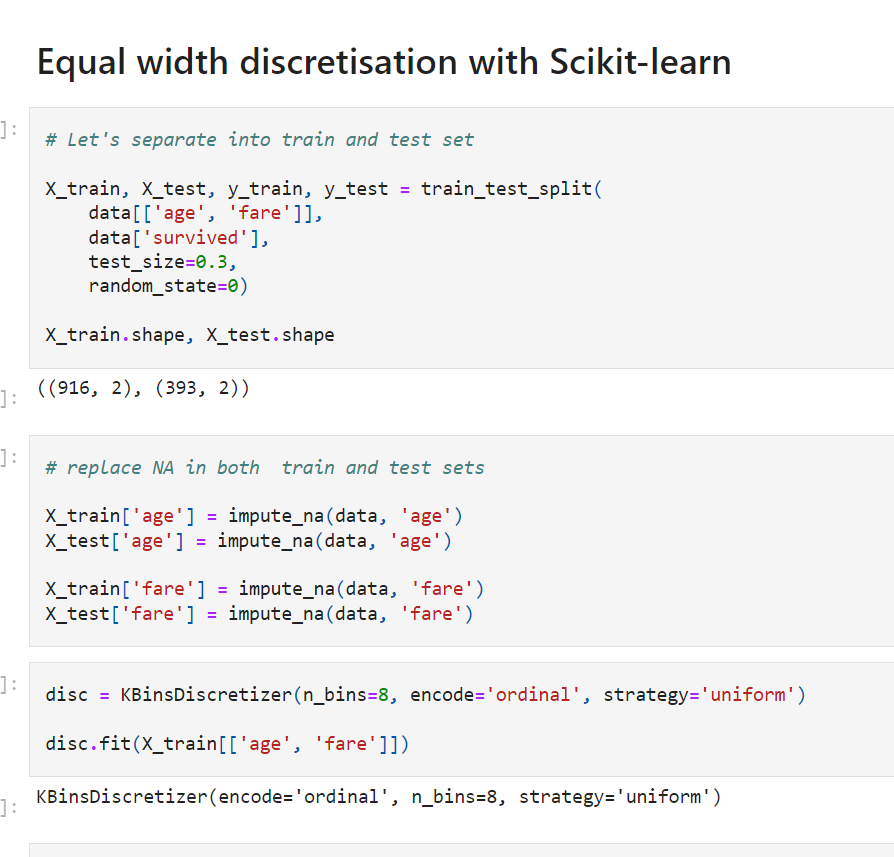 Equal width discretisation with Scikit-learn
]:
# Let's separate into train and test set
X_train, X_test, y_train, y_test = train_test_split(
    data[['age', 'fare']],
    data['survived'],
    test_size=0.3,
    random_state=0)
X_train.shape, X_test.shape
]:
((916, 2), (393, 2))
]:
# replace NA in both  train and test sets
X_train['age'] = impute_na(data, 'age')
X_test['age'] = impute_na(data, 'age')
X_train['fare'] = impute_na(data, 'fare')
X_test['fare'] = impute_na(data, 'fare')
]:
disc = KBinsDiscretizer(n_bins=8, encode='ordinal', strategy='uniform')
disc.fit(X_train[['age', 'fare']])
]:
KBinsDiscretizer(encode='ordinal', n_bins=8, strategy='uniform')